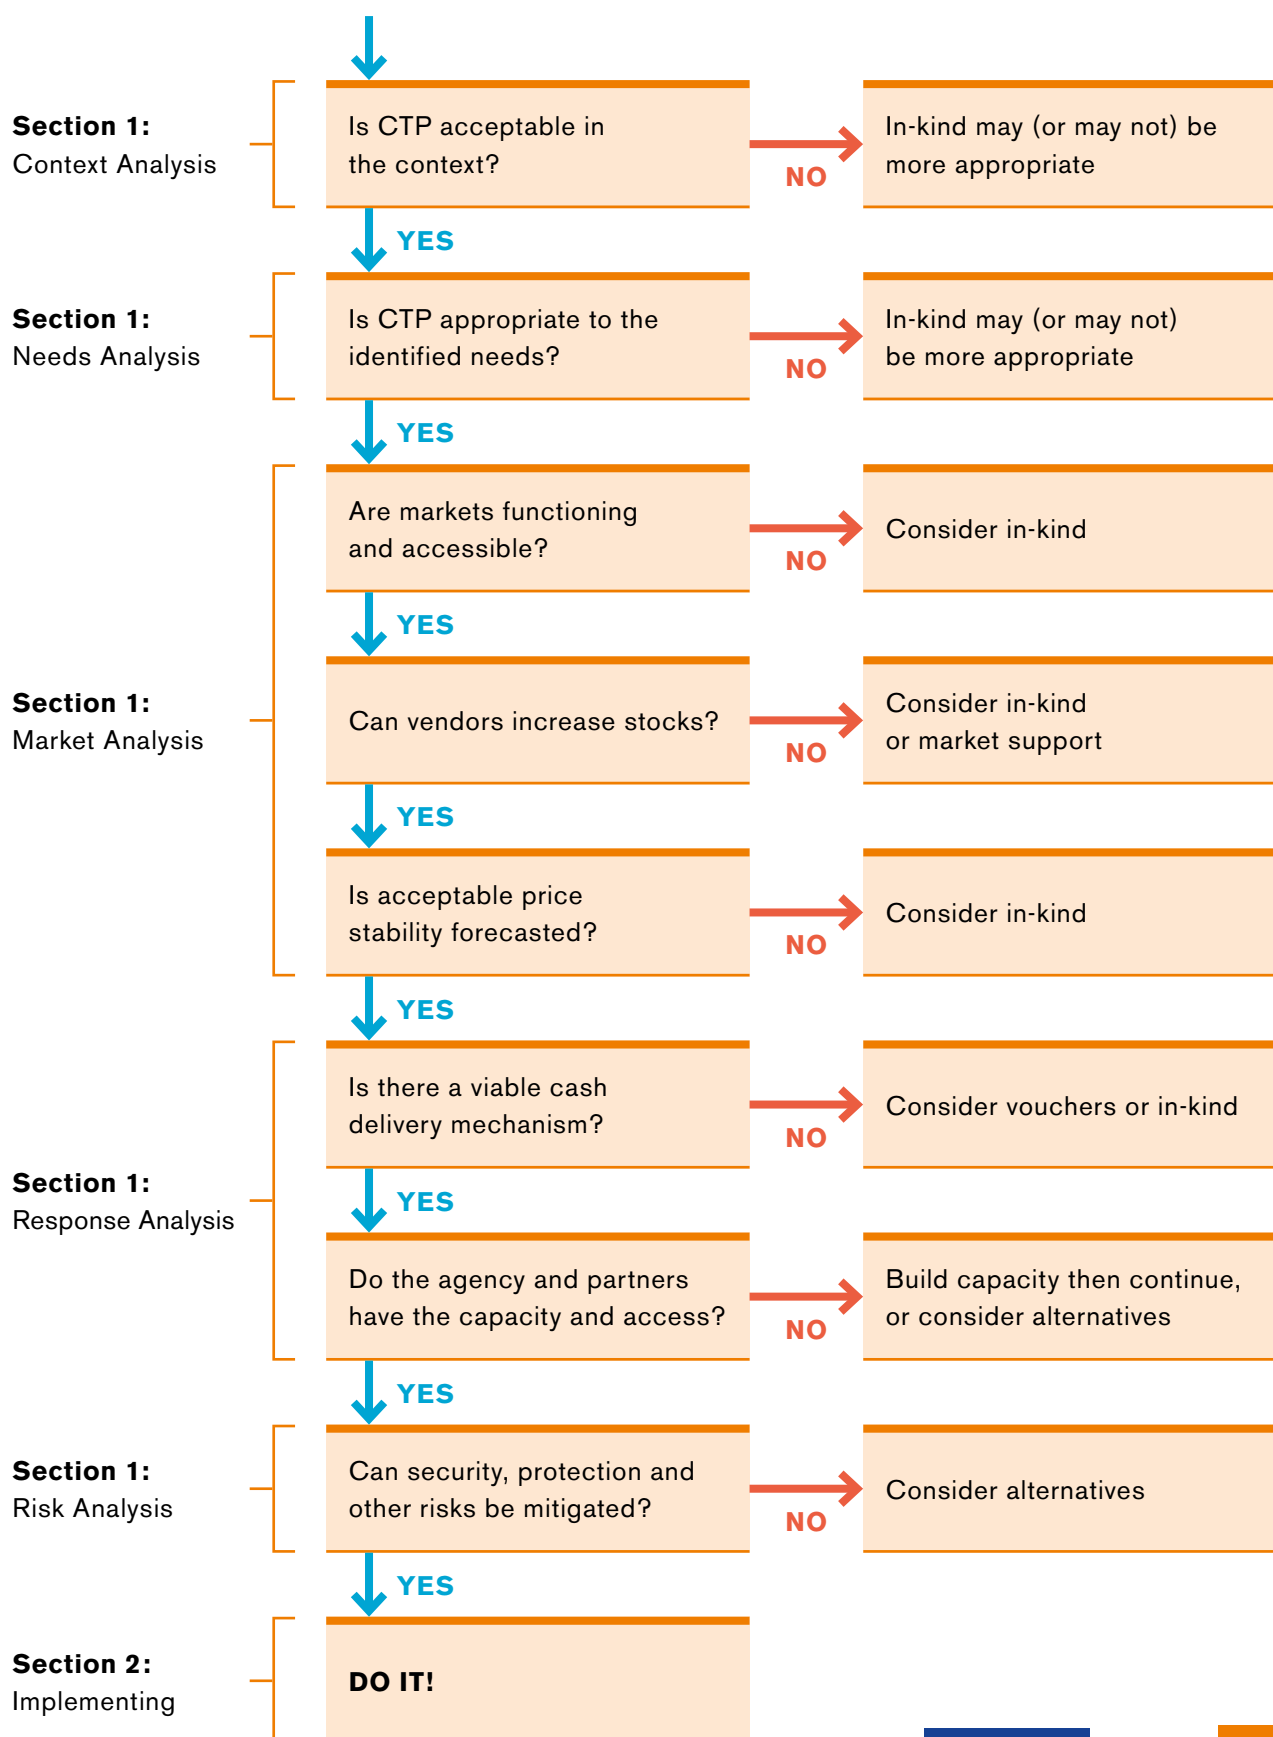 Section 1:
Context Analysis
Is CTP acceptable in
the context?
NO
In-kind may (or may not) be
more appropriate
YES
Section 1:
Needs Analysis
Is CTP appropriate to the
identified needs?
NO
In-kind may (or may not)
be more appropriate
YES
Section 1:
Market Analysis
Are markets functioning
and accessible?
NO
Consider in-kind
YES
Can vendors increase stocks?
NO
Consider in-kind
or market support
YES
Is acceptable price
stability forecasted?
NO
Consider in-kind
YES
Section 1:
Response Analysis
Is there a viable cash
delivery mechanism?
NO
Consider vouchers or in-kind
YES
Do the agency and partners
have the capacity and access?
NO
Build capacity then continue,
or consider alternatives
YES
Section 1:
Risk Analysis
Can security, protection and
other risks be mitigated?
NO
Consider alternatives
YES
Section 2:
Implementing
DO IT!